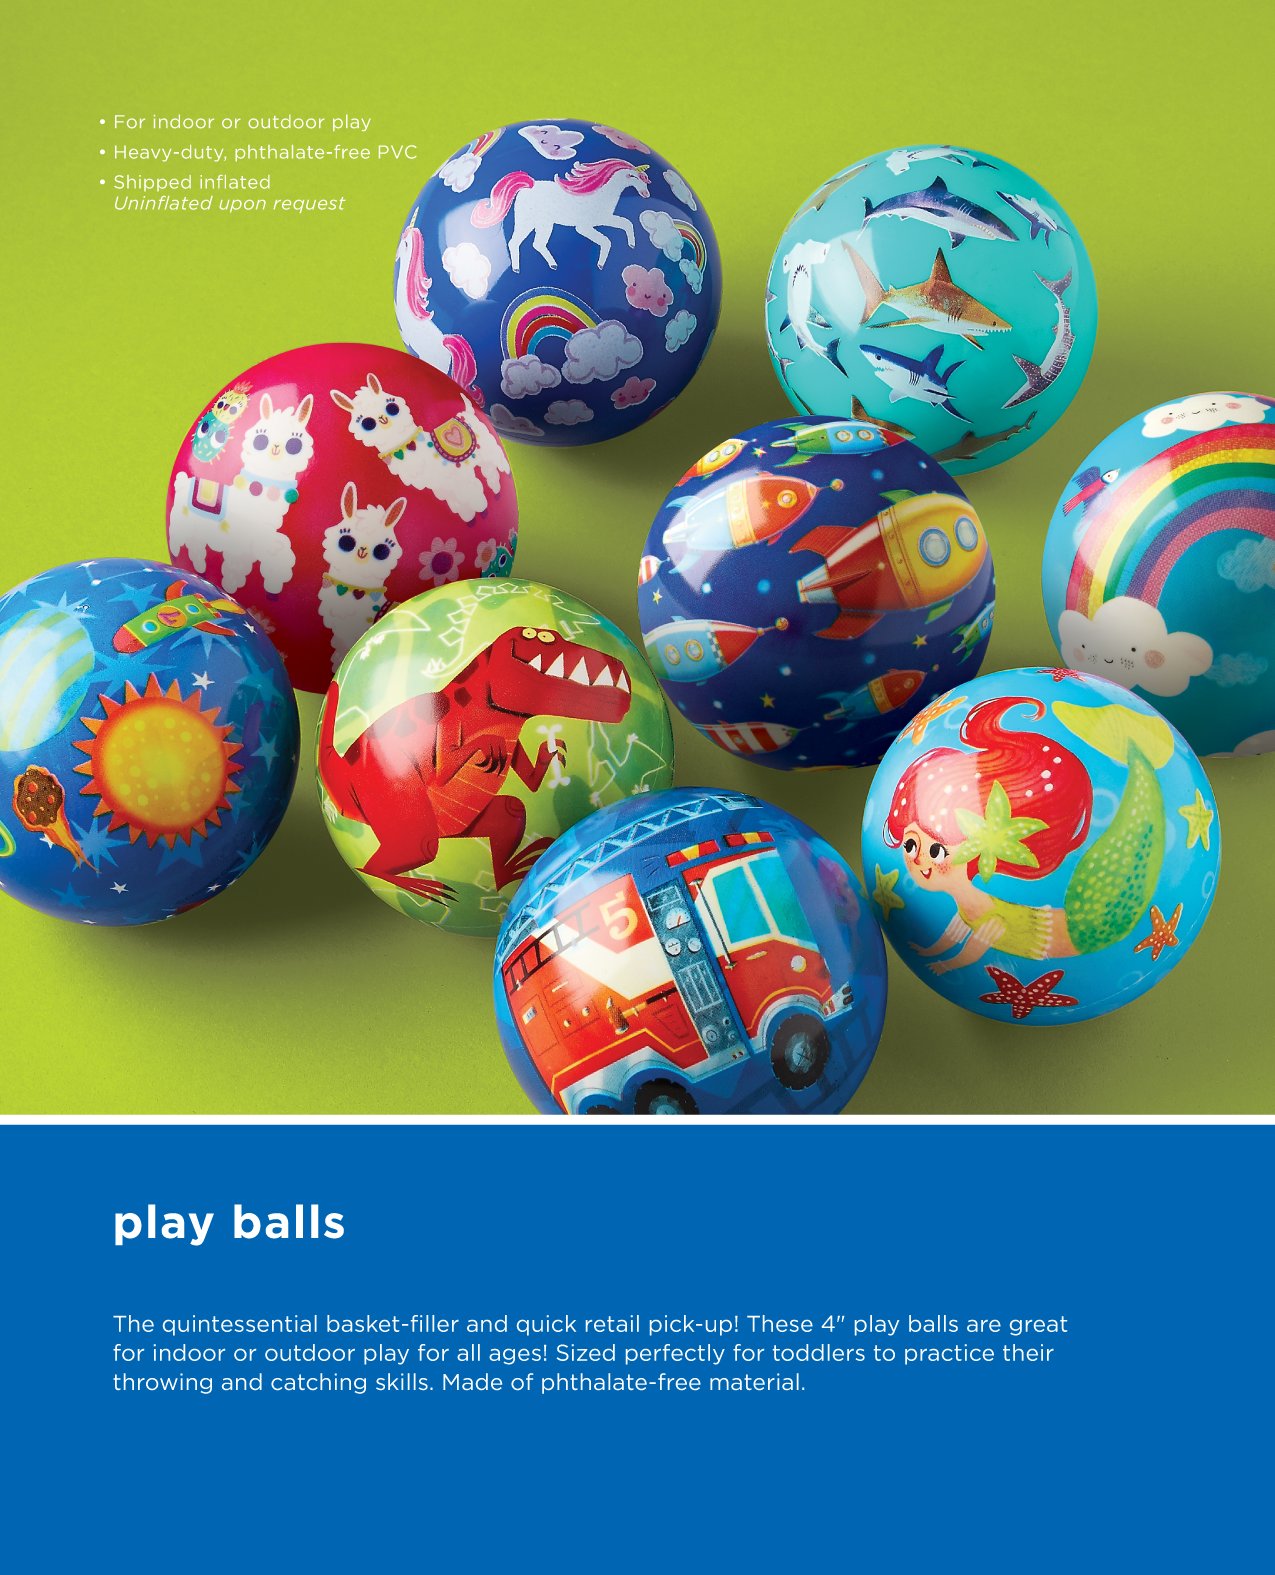 • For indoor or outdoor play
• Heavy-duty, phthalate-free PVC
• Shipped inflated
Uninflated upon request
5
play balls
The quintessential basket-filler and quick retail pick-up! These 4" play balls are great
for indoor or outdoor play for all ages! Sized perfectly for toddlers to practice their
throwing and catching skills. Made of phthalate-free material.